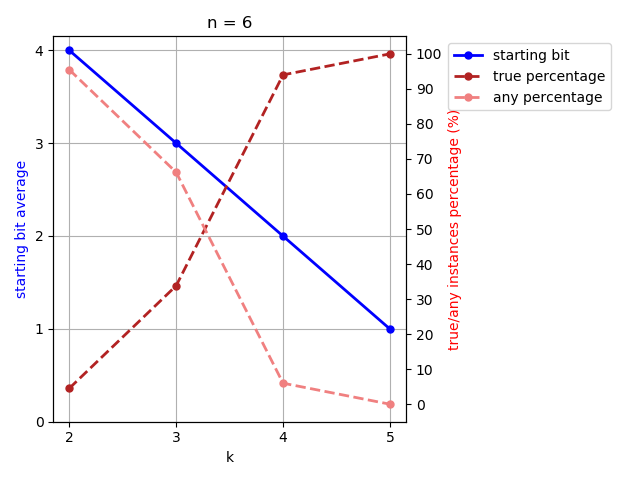 n = 6
starting bit
true percentage
any percentage
starting bit average
4
3
2
1
0
100
90
80
70
60
50
40
30
20
10
0
true/any instances percentage (%)
2
3
4
5
k